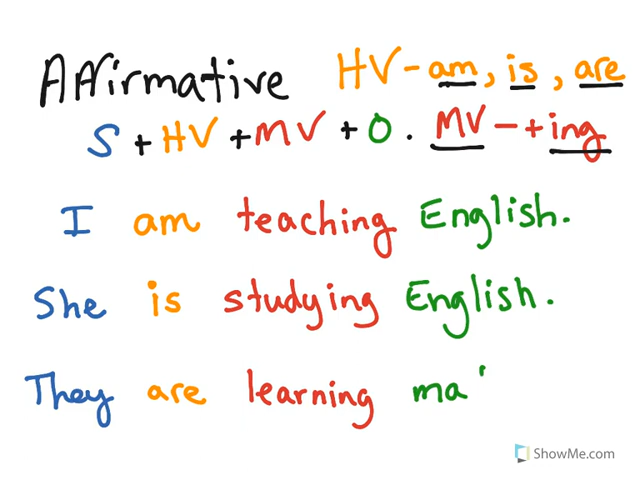 Affirmative HV - am, is, are
S + HV + MV + O. MV - + ing
I am teaching English.
She is studying English.
They are learning ma'
ShowMe.com